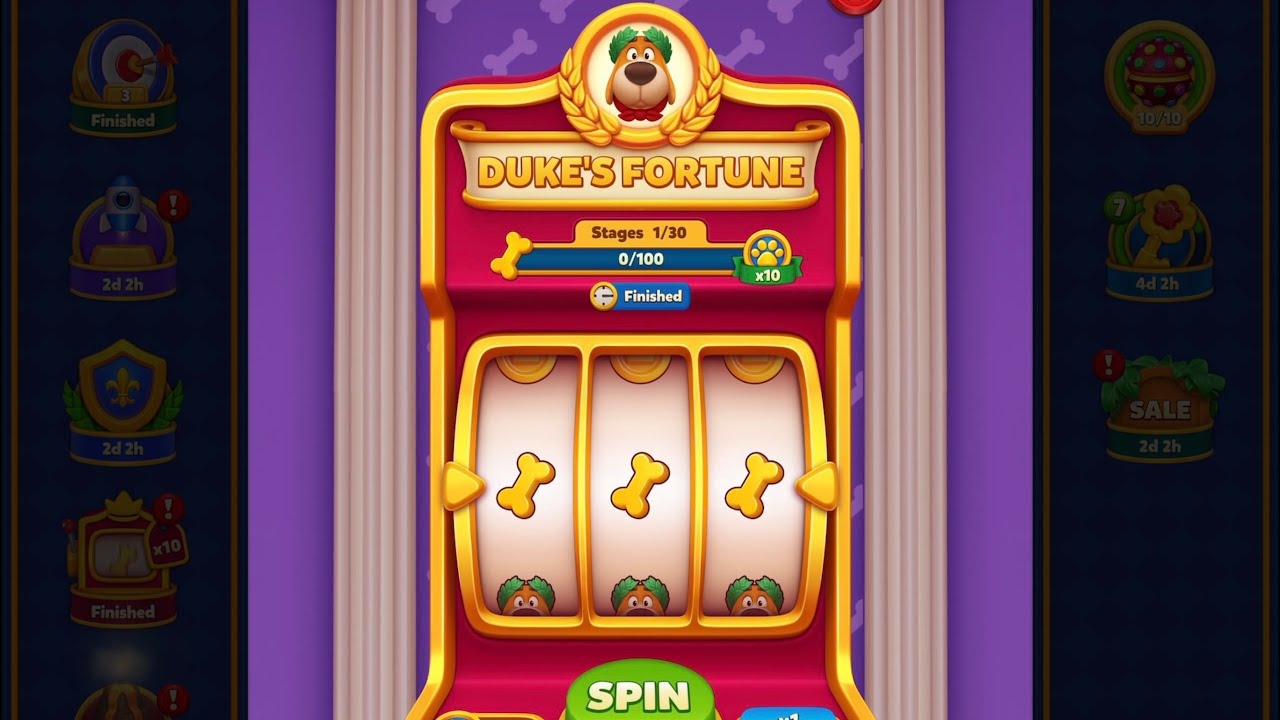 3
Finished
2d 2h
2d 2h
x10
Finished
DUKE'S FORTUNE
Stages 1/30
0/100
x10
Finished
SPIN
x1
10/10
7
4d 2h
SALE
2d 2h